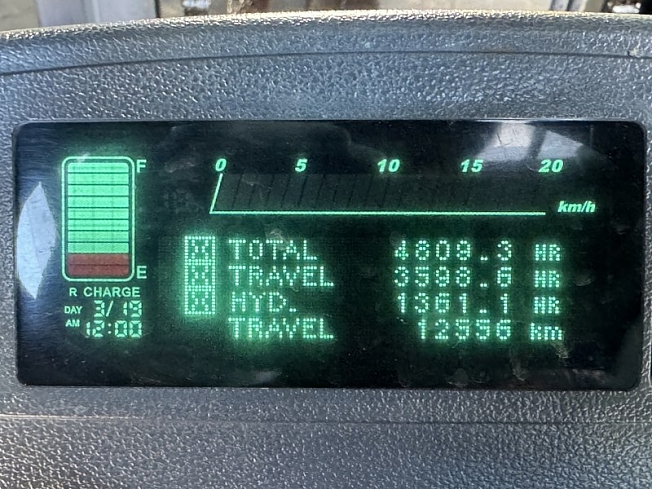 F
0 5 10 15 20
km/h
E
TOTAL 4809.3 HR
TRAVEL 3598.6 HR
HYD. 1361.1 HR
TRAVEL 12556 km
R CHARGE
DAY 3/19
AM 12:00